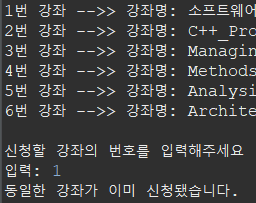 1번 강좌 -->> 강좌명: 소프트웨어
2번 강좌 -->> 강좌명: C++_Pro
3번 강좌 -->> 강좌명: Managin
4번 강좌 -->> 강좌명: Methods
5번 강좌 -->> 강좌명: Analysi
6번 강좌 -->> 강좌명: Archite
신청할 강좌의 번호를 입력해주세요
입력: 1
동일한 강좌가 이미 신청됐습니다.